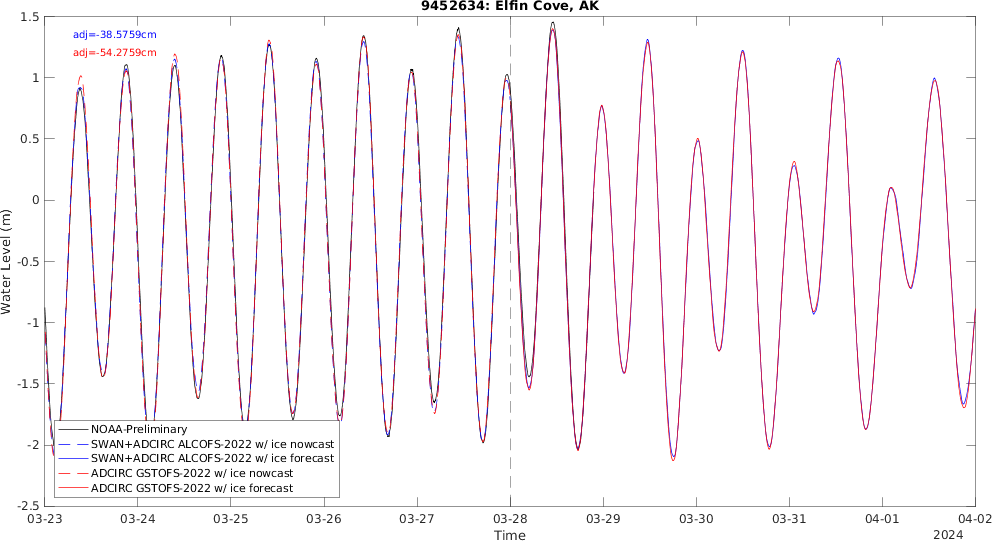 9452634: Elfin Cove, AK
adj=-38.5759cm
adj=-54.2759cm
Water Level (m)
1.5
1
0.5
0
-0.5
-1
-1.5
-2
-2.5
NOAA-Preliminary
SWAN+ADCIRC ALCOFS-2022 w/ ice nowcast
SWAN+ADCIRC ALCOFS-2022 w/ ice forecast
ADCIRC GSTOFS-2022 w/ ice nowcast
ADCIRC GSTOFS-2022 w/ ice forecast
03-23 03-24 03-25 03-26 03-27 03-28 03-29 03-30 03-31 04-01 04-02
Time
2024